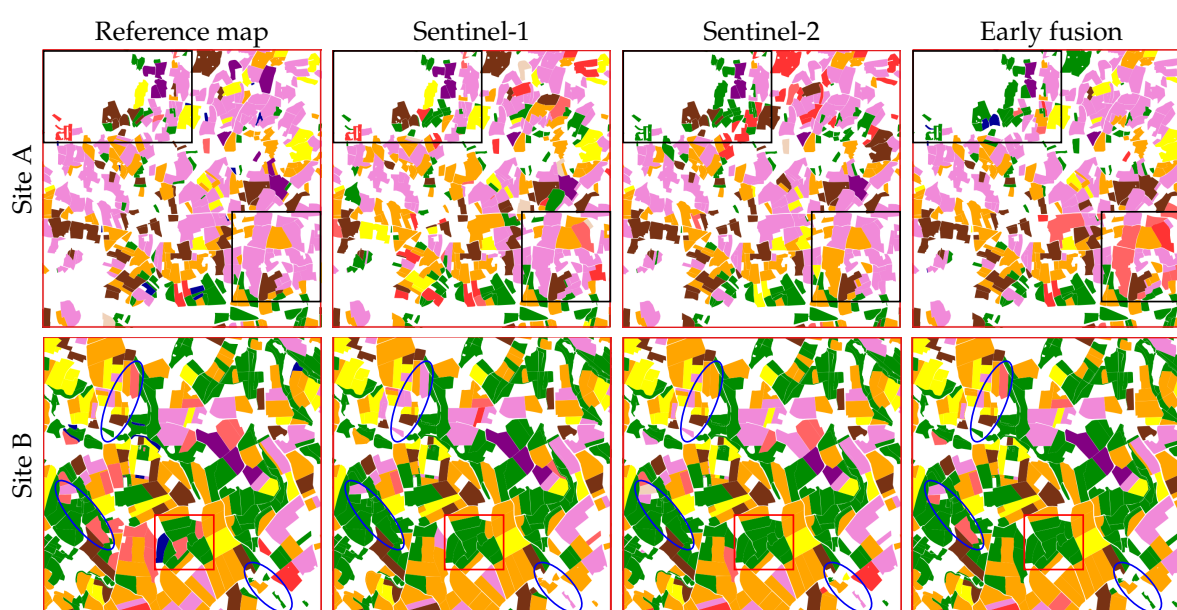 Reference map
Sentinel-1
Sentinel-2
Early fusion
Site A
Site B